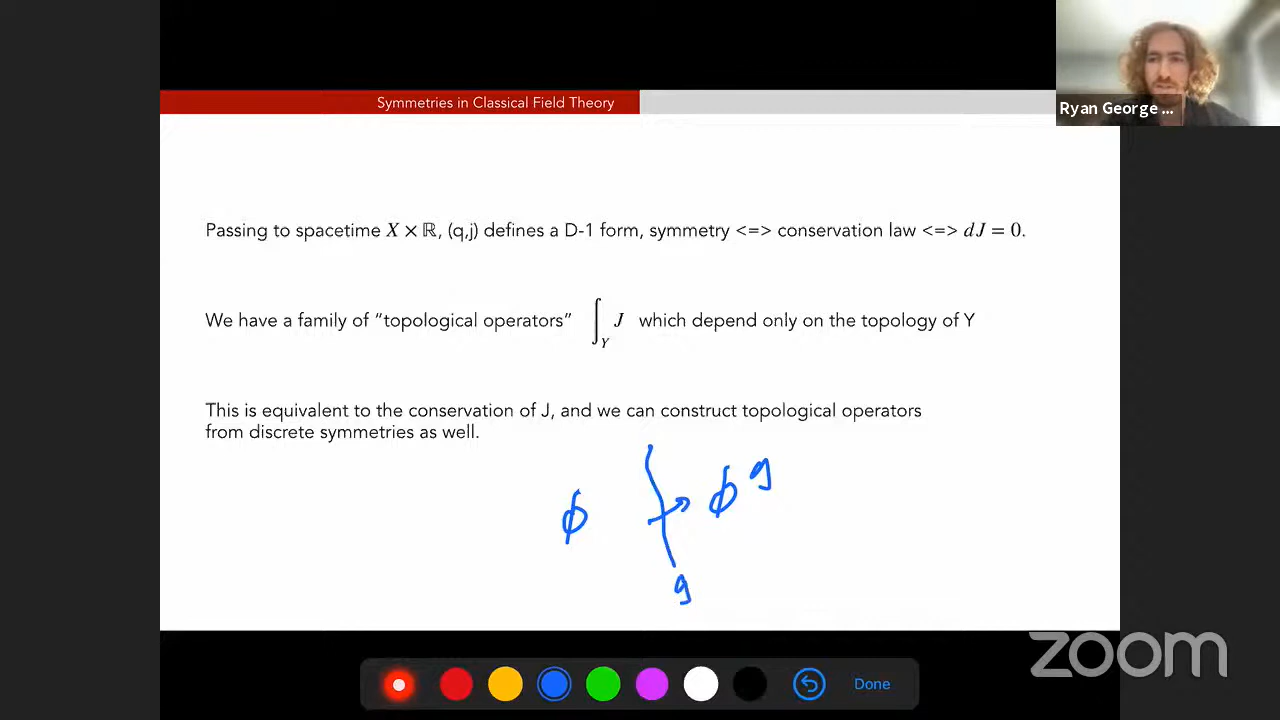 Symmetries in Classical Field Theory
Ryan George ...
Passing to spacetime X × ℝ, (q,j) defines a D-1 form, symmetry <=> conservation law <=> dJ = 0.
We have a family of "topological operators" ∫_Y J which depend only on the topology of Y
This is equivalent to the conservation of J, and we can construct topological operators
from discrete symmetries as well.
ϕ ϕ^g
g
zoom
Done